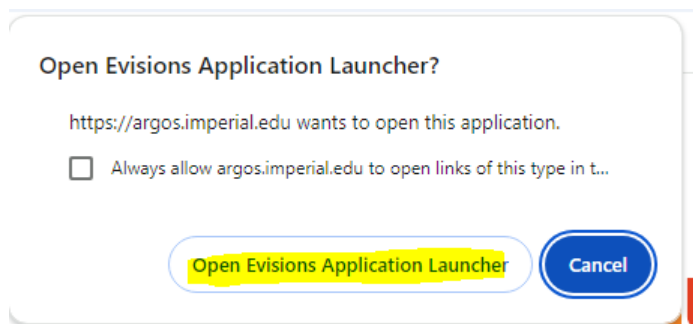 Open Evisions Application Launcher?
https://argos.imperial.edu wants to open this application.
Always allow argos.imperial.edu to open links of this type in t...
Open Evisions Application Launcher
Cancel